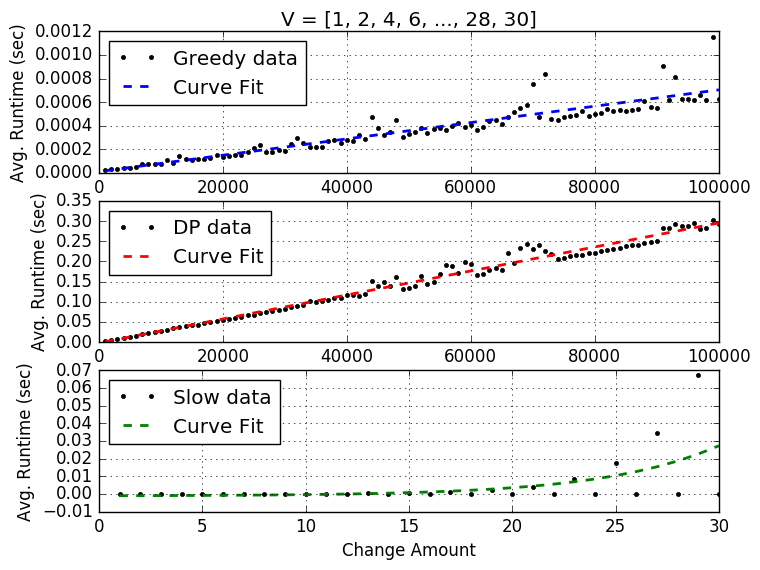 V = [1, 2, 4, 6, ..., 28, 30]
Avg. Runtime (sec)
0.0012
0.0010
0.0008
0.0006
0.0004
0.0002
0.0000
Greedy data
Curve Fit
0 20000 40000 60000 80000 100000
Avg. Runtime (sec)
0.35
0.30
0.25
0.20
0.15
0.10
0.05
0.00
DP data
Curve Fit
0 20000 40000 60000 80000 100000
Avg. Runtime (sec)
0.07
0.06
0.05
0.04
0.03
0.02
0.01
0.00
−0.01
Slow data
Curve Fit
0 5 10 15 20 25 30
Change Amount